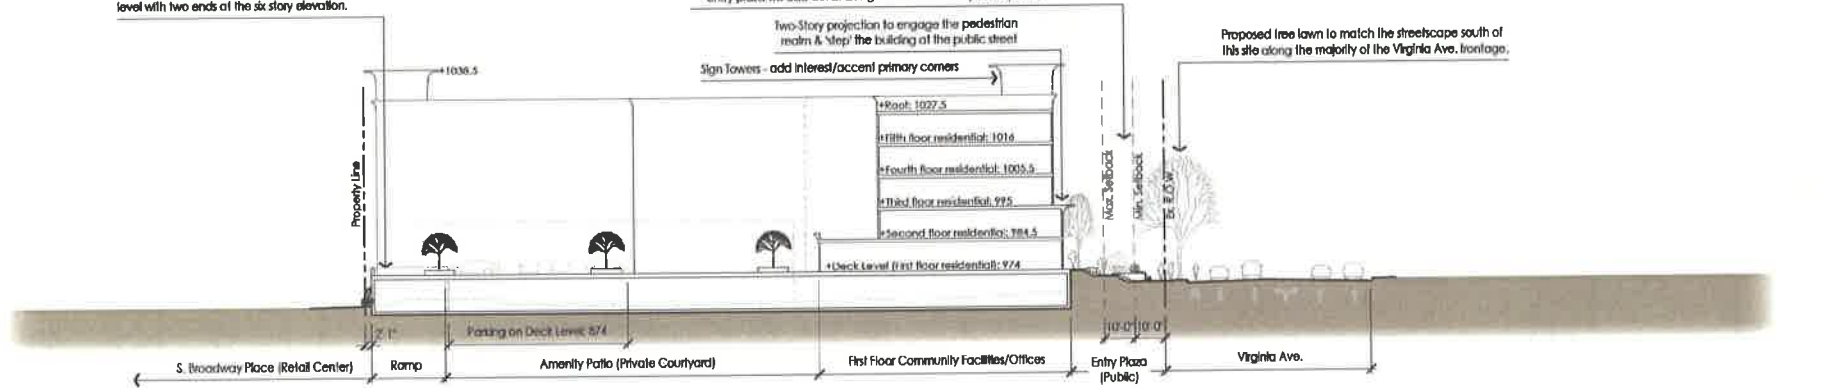 level with two ends at the six story elevation.
Two-Story projection to engage the pedestrian
realm & 'step' the building at the public street
Proposed tree lawn to match the streetscape south of
this site along the majority of the Virginia Ave. frontage.
Sign Towers - add interest/accent primary corners
+1038.5
+Roof: 1027.5
+Fifth floor residential: 1016
+Fourth floor residential: 1005.5
+Third floor residential: 995
+Second floor residential: 984.5
+Deck Level (First floor residential): 974
Property Line
Max. Setback
Min. Setback
Ex. R.O.W.
2'-1"
Parking on Deck Level: 874
10'-0" 10'-0"
S. Broadway Place (Retail Center)
Ramp
Amenity Patio (Private Courtyard)
First Floor Community Facilities/Offices
Entry Plaza
(Public)
Virginia Ave.